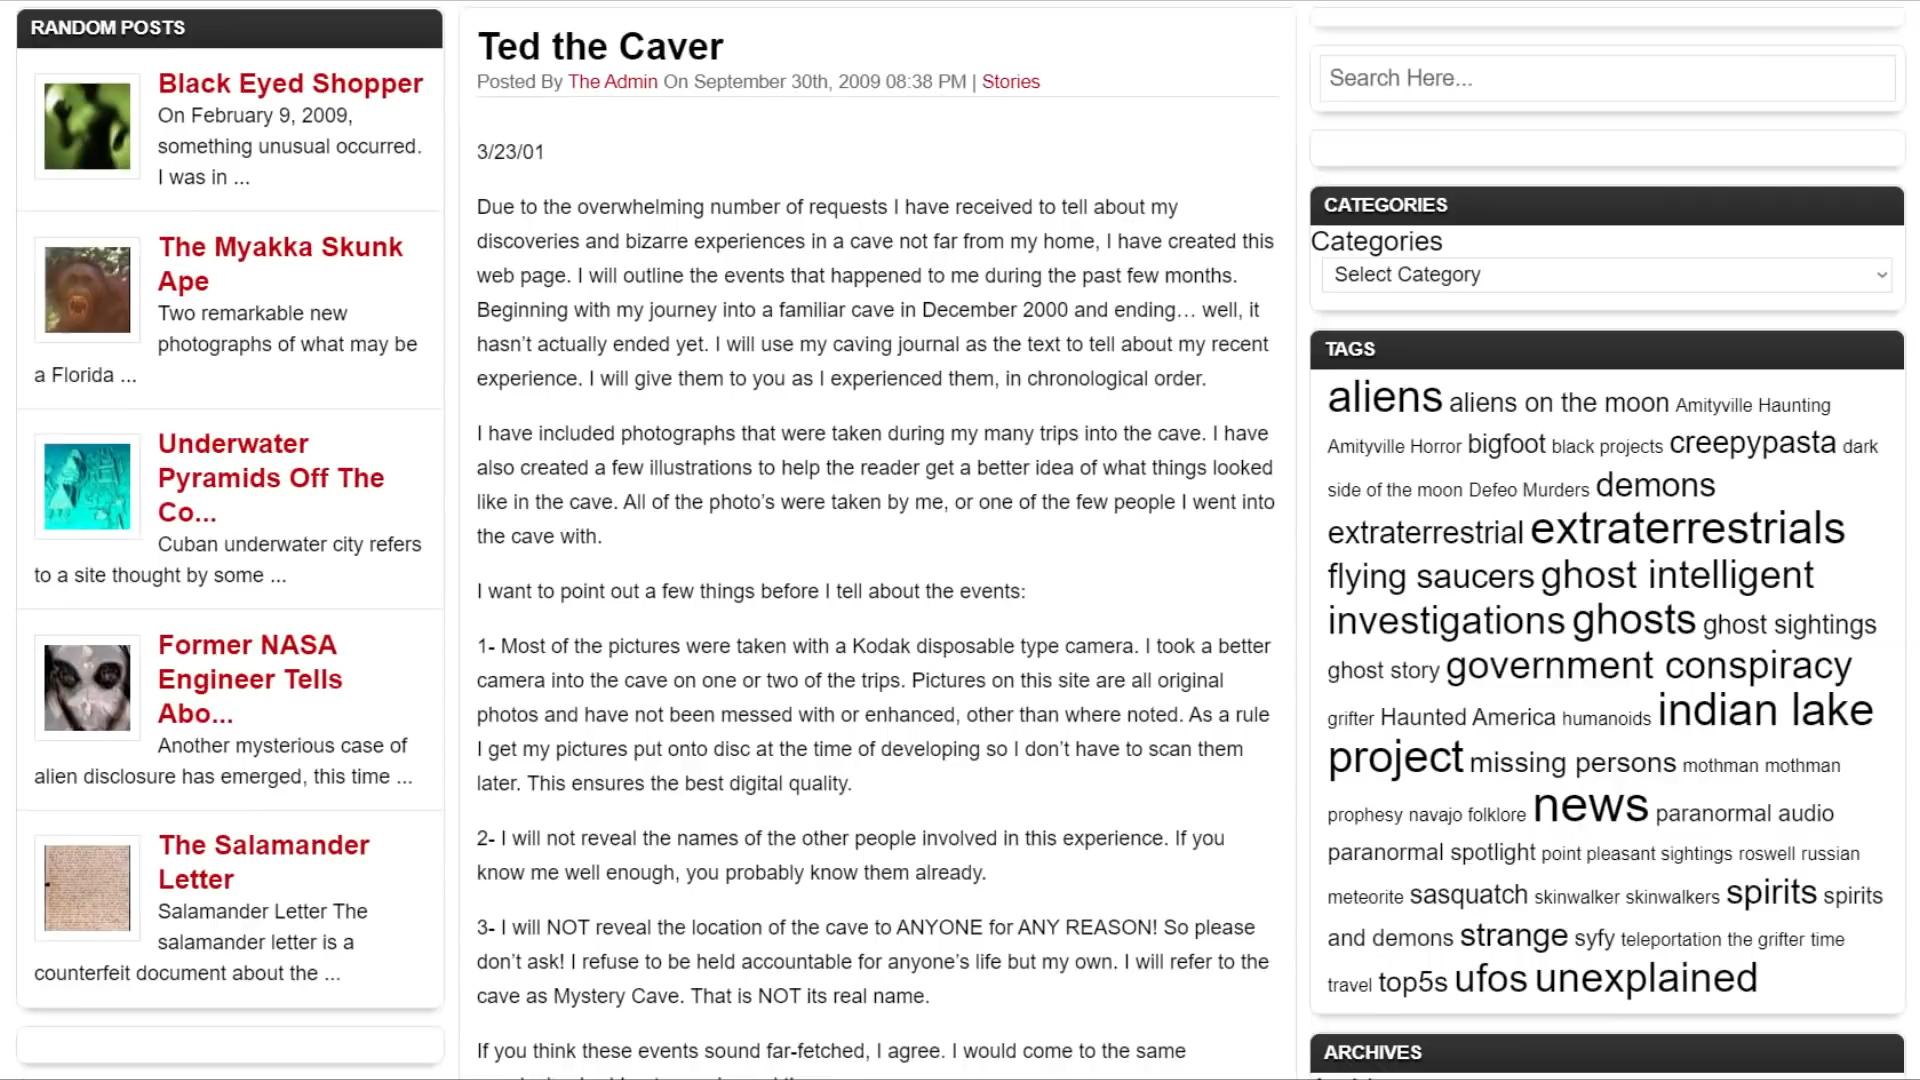 RANDOM POSTS
Black Eyed Shopper
On February 9, 2009,
something unusual occurred.
I was in ...
The Myakka Skunk
Ape
Two remarkable new
photographs of what may be
a Florida ...
Underwater
Pyramids Off The
Co...
Cuban underwater city refers
to a site thought by some ...
Former NASA
Engineer Tells
Abo...
Another mysterious case of
alien disclosure has emerged, this time ...
The Salamander
Letter
Salamander Letter The
salamander letter is a
counterfeit document about the ...
Ted the Caver
Posted By The Admin On September 30th, 2009 08:38 PM | Stories
3/23/01
Due to the overwhelming number of requests I have received to tell about my
discoveries and bizarre experiences in a cave not far from my home, I have created this
web page. I will outline the events that happened to me during the past few months.
Beginning with my journey into a familiar cave in December 2000 and ending… well, it
hasn’t actually ended yet. I will use my caving journal as the text to tell about my recent
experience. I will give them to you as I experienced them, in chronological order.
I have included photographs that were taken during my many trips into the cave. I have
also created a few illustrations to help the reader get a better idea of what things looked
like in the cave. All of the photo’s were taken by me, or one of the few people I went into
the cave with.
I want to point out a few things before I tell about the events:
1- Most of the pictures were taken with a Kodak disposable type camera. I took a better
camera into the cave on one or two of the trips. Pictures on this site are all original
photos and have not been messed with or enhanced, other than where noted. As a rule
I get my pictures put onto disc at the time of developing so I don’t have to scan them
later. This ensures the best digital quality.
2- I will not reveal the names of the other people involved in this experience. If you
know me well enough, you probably know them already.
3- I will NOT reveal the location of the cave to ANYONE for ANY REASON! So please
don’t ask! I refuse to be held accountable for anyone’s life but my own. I will refer to the
cave as Mystery Cave. That is NOT its real name.
If you think these events sound far-fetched, I agree. I would come to the same
Search Here...
CATEGORIES
Categories
Select Category
TAGS
aliens aliens on the moon Amityville Haunting
Amityville Horror bigfoot black projects creepypasta dark
side of the moon Defeo Murders demons
extraterrestrial extraterrestrials
flying saucers ghost intelligent
investigations ghosts ghost sightings
ghost story government conspiracy
grifter Haunted America humanoids indian lake
project missing persons mothman mothman
prophesy navajo folklore news paranormal audio
paranormal spotlight point pleasant sightings roswell russian
meteorite sasquatch skinwalker skinwalkers spirits spirits
and demons strange syfy teleportation the grifter time
travel top5s ufos unexplained
ARCHIVES